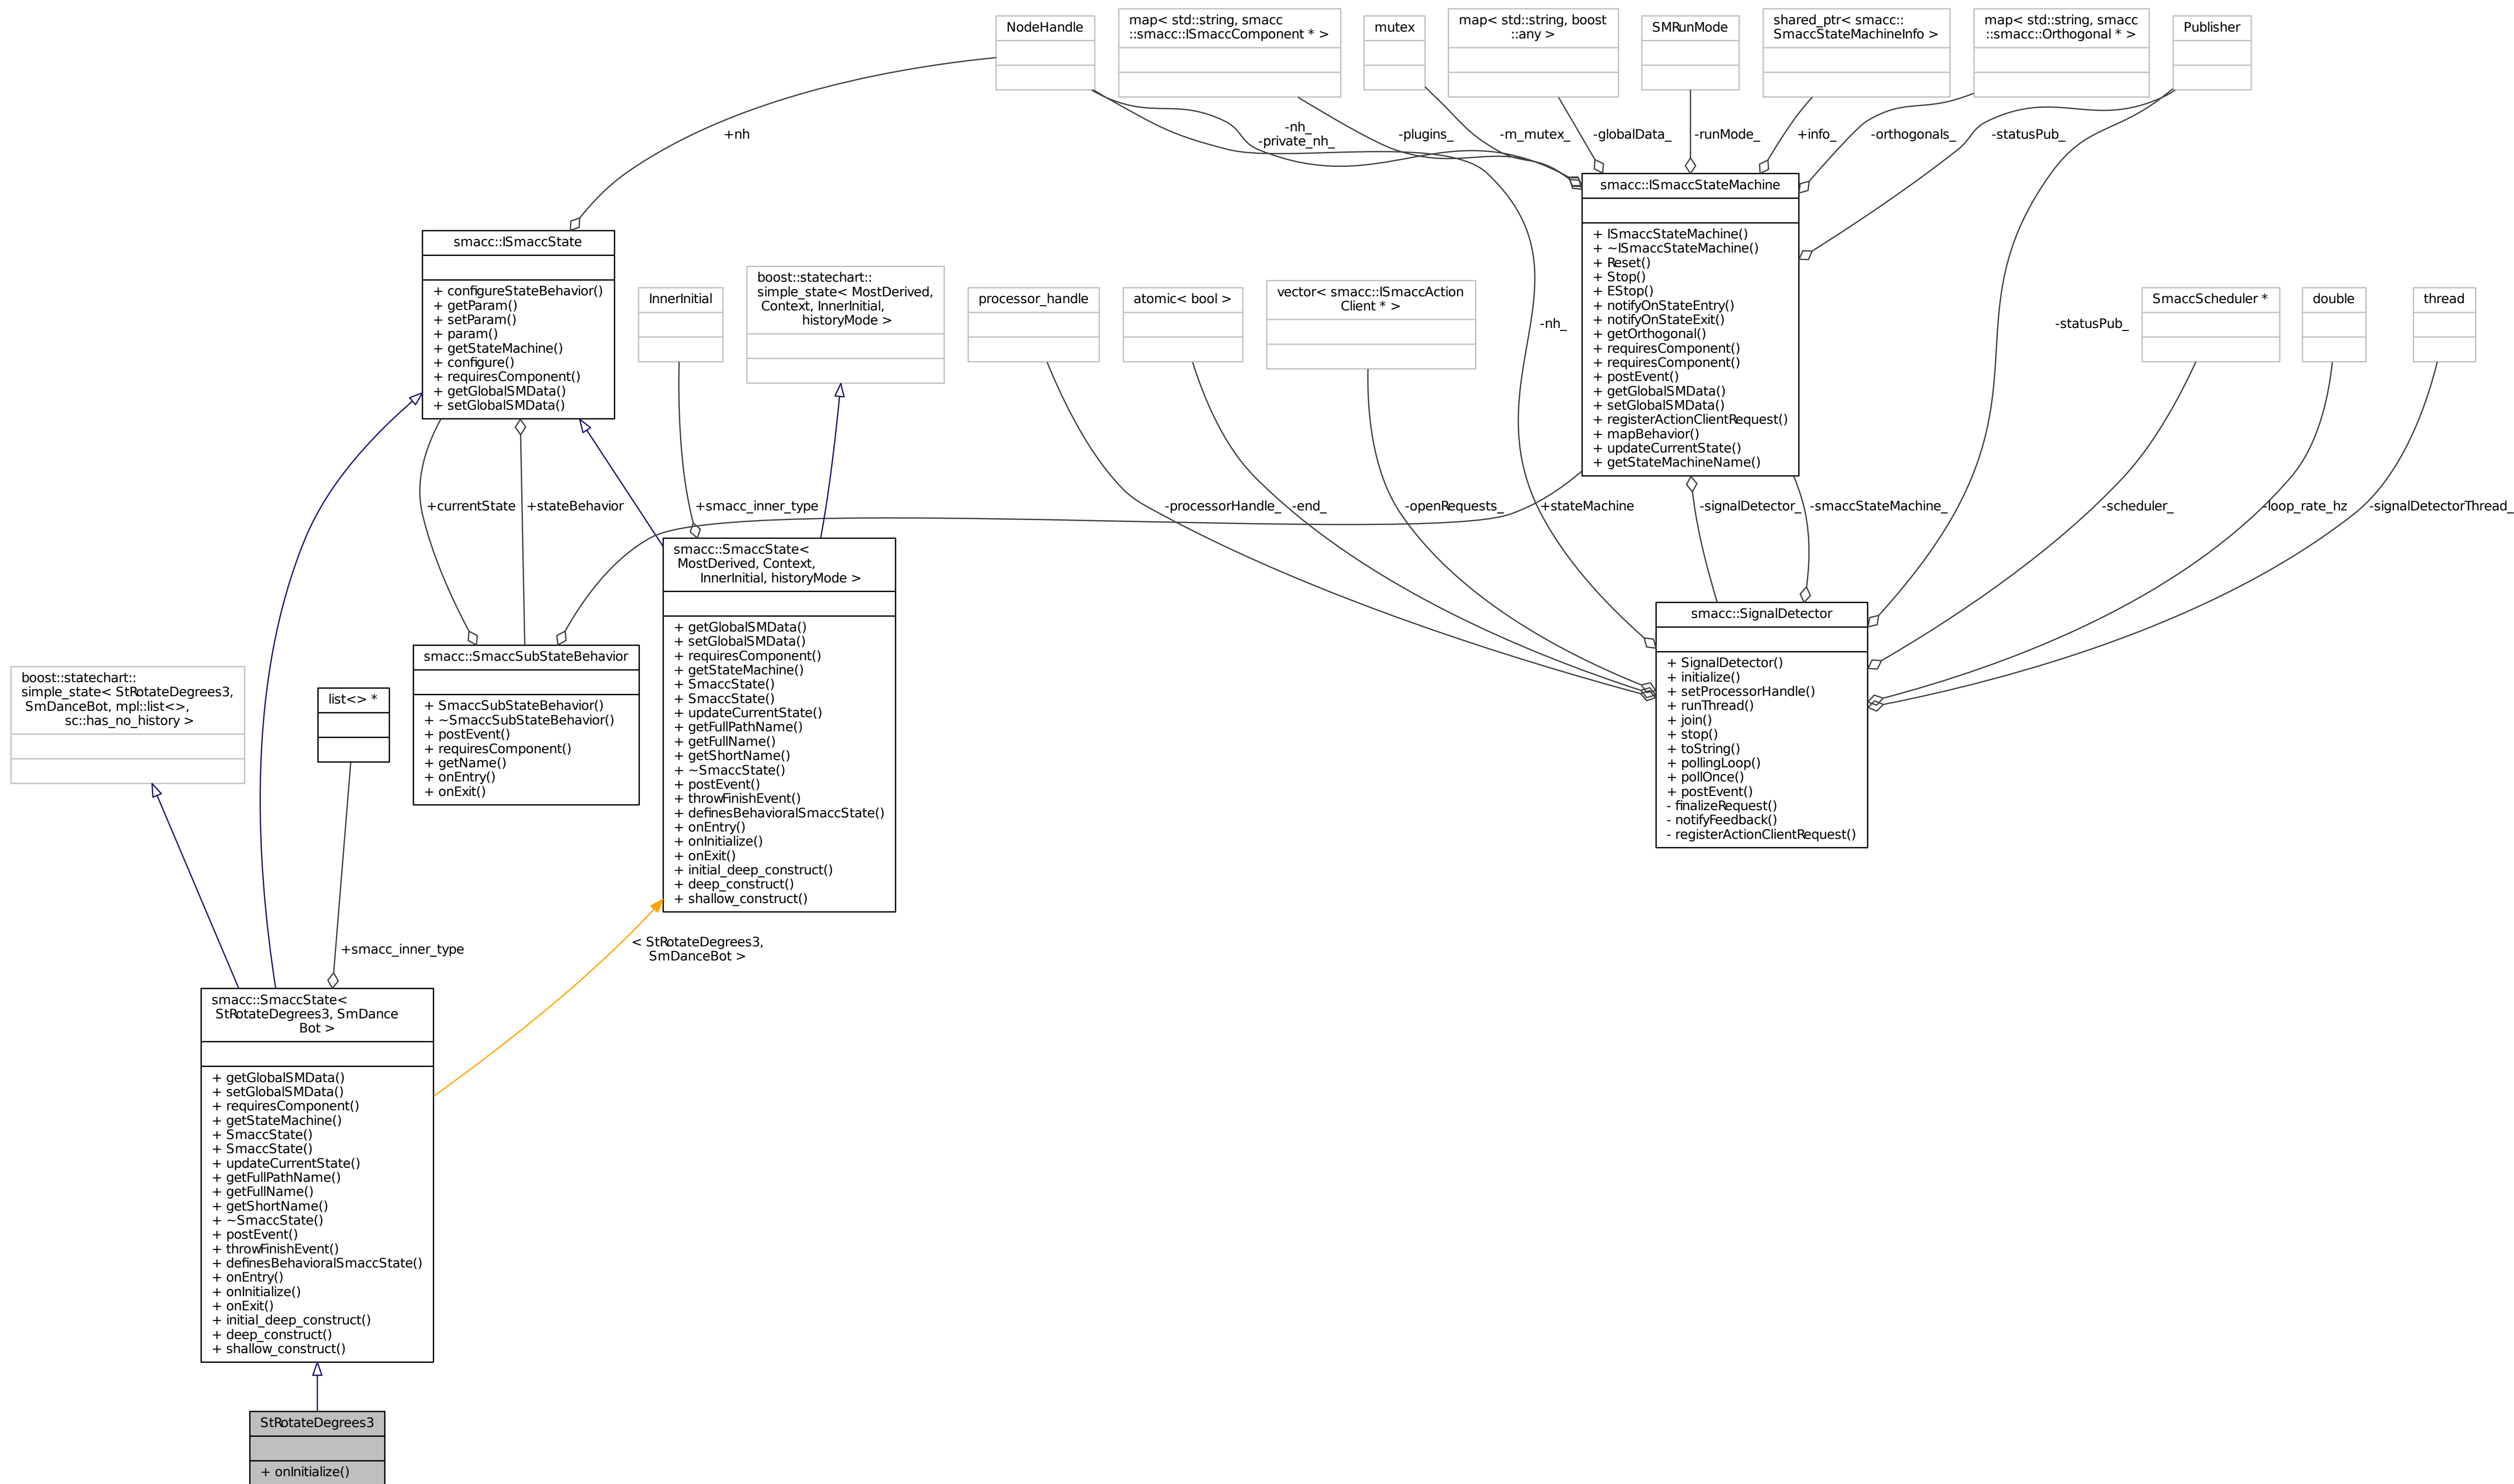 NodeHandle
map< std::string, smacc
::smacc::ISmaccComponent * >
mutex
map< std::string, boost
::any >
SMRunMode
shared_ptr< smacc::
SmaccStateMachineInfo >
map< std::string, smacc
::smacc::Orthogonal * >
Publisher
+nh
-nh_
-private_nh_
-plugins_
-m_mutex_
-globalData_
-runMode_
+info_
-orthogonals_
-statusPub_
smacc::ISmaccStateMachine
+ ISmaccStateMachine()
+ ~ISmaccStateMachine()
+ Reset()
+ Stop()
+ EStop()
+ notifyOnStateEntry()
+ notifyOnStateExit()
+ getOrthogonal()
+ requiresComponent()
+ requiresComponent()
+ postEvent()
+ getGlobalSMData()
+ setGlobalSMData()
+ registerActionClientRequest()
+ mapBehavior()
+ updateCurrentState()
+ getStateMachineName()
smacc::ISmaccState
+ configureStateBehavior()
+ getParam()
+ setParam()
+ param()
+ getStateMachine()
+ configure()
+ requiresComponent()
+ getGlobalSMData()
+ setGlobalSMData()
InnerInitial
boost::statechart::
simple_state< MostDerived,
Context, InnerInitial,
historyMode >
processor_handle
atomic< bool >
vector< smacc::ISmaccAction
Client * >
-nh_
-statusPub_
SmaccScheduler *
double
thread
+currentState
+stateBehavior
+smacc_inner_type
-processorHandle_
-end_
-openRequests_
+stateMachine
-signalDetector_
-smaccStateMachine_
-scheduler_
-loop_rate_hz
-signalDetectorThread_
smacc::SmaccState<
MostDerived, Context,
InnerInitial, historyMode >
+ getGlobalSMData()
+ setGlobalSMData()
+ requiresComponent()
+ getStateMachine()
+ SmaccState()
+ SmaccState()
+ updateCurrentState()
+ getFullPathName()
+ getFullName()
+ getShortName()
+ ~SmaccState()
+ postEvent()
+ throwFinishEvent()
+ definesBehavioralSmaccState()
+ onEntry()
+ onInitialize()
+ onExit()
+ initial_deep_construct()
+ deep_construct()
+ shallow_construct()
smacc::SignalDetector
+ SignalDetector()
+ initialize()
+ setProcessorHandle()
+ runThread()
+ join()
+ stop()
+ toString()
+ pollingLoop()
+ pollOnce()
+ postEvent()
- finalizeRequest()
- notifyFeedback()
- registerActionClientRequest()
smacc::SmaccSubStateBehavior
+ SmaccSubStateBehavior()
+ ~SmaccSubStateBehavior()
+ postEvent()
+ requiresComponent()
+ getName()
+ onEntry()
+ onExit()
boost::statechart::
simple_state< StRotateDegrees3,
SmDanceBot, mpl::list<>,
sc::has_no_history >
list<> *
+smacc_inner_type
< StRotateDegrees3,
SmDanceBot >
smacc::SmaccState<
StRotateDegrees3, SmDance
Bot >
+ getGlobalSMData()
+ setGlobalSMData()
+ requiresComponent()
+ getStateMachine()
+ SmaccState()
+ SmaccState()
+ updateCurrentState()
+ getFullPathName()
+ getFullName()
+ getShortName()
+ ~SmaccState()
+ postEvent()
+ throwFinishEvent()
+ definesBehavioralSmaccState()
+ onEntry()
+ onInitialize()
+ onExit()
+ initial_deep_construct()
+ deep_construct()
+ shallow_construct()
StRotateDegrees3
+ onInitialize()